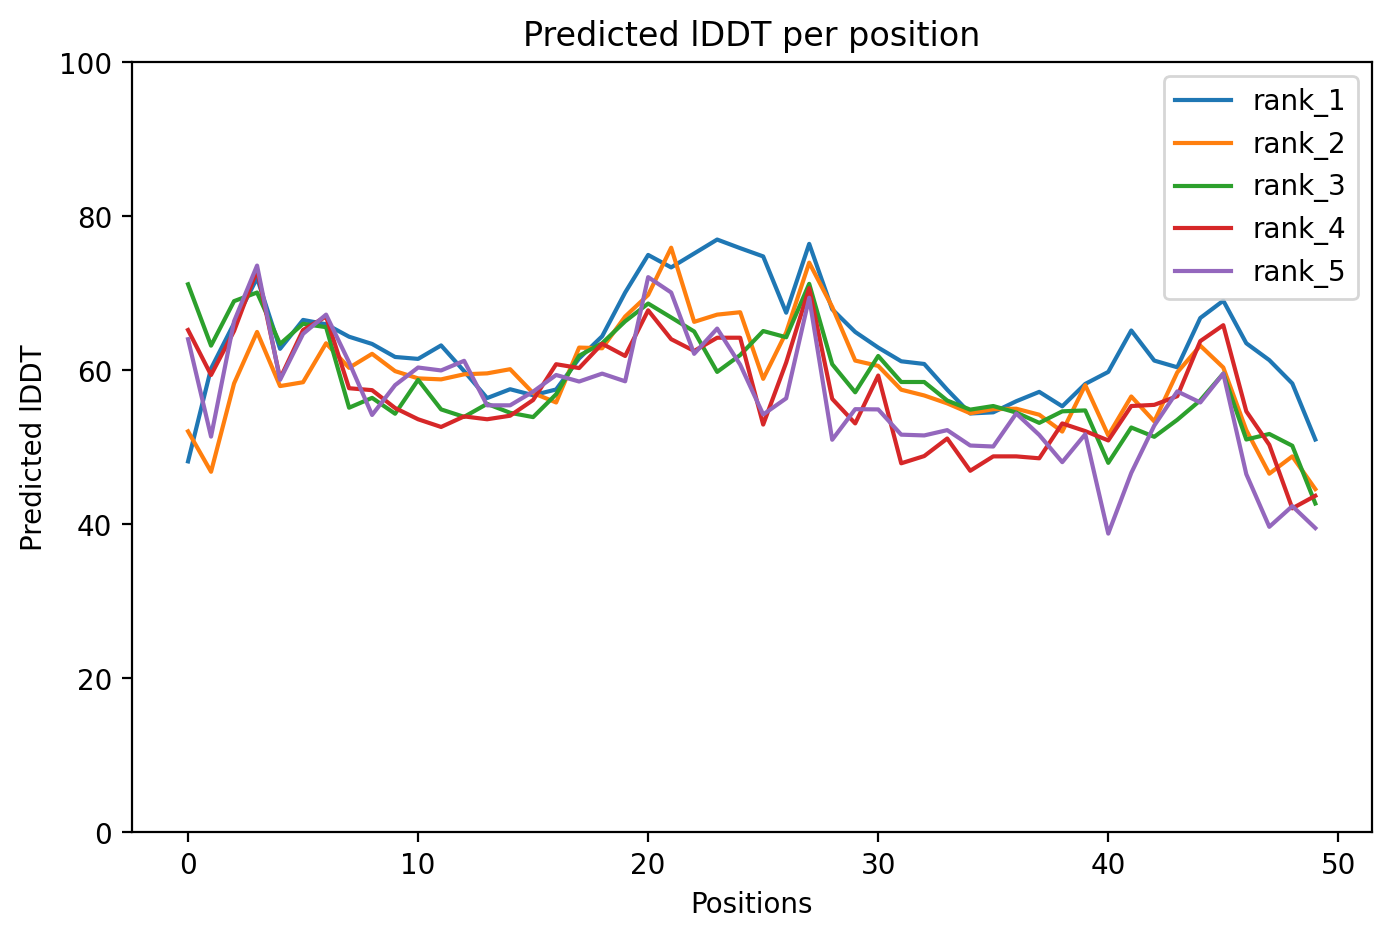 Predicted lDDT per position
100
80
60
40
20
0
Predicted lDDT
rank_1
rank_2
rank_3
rank_4
rank_5
0 10 20 30 40 50
Positions